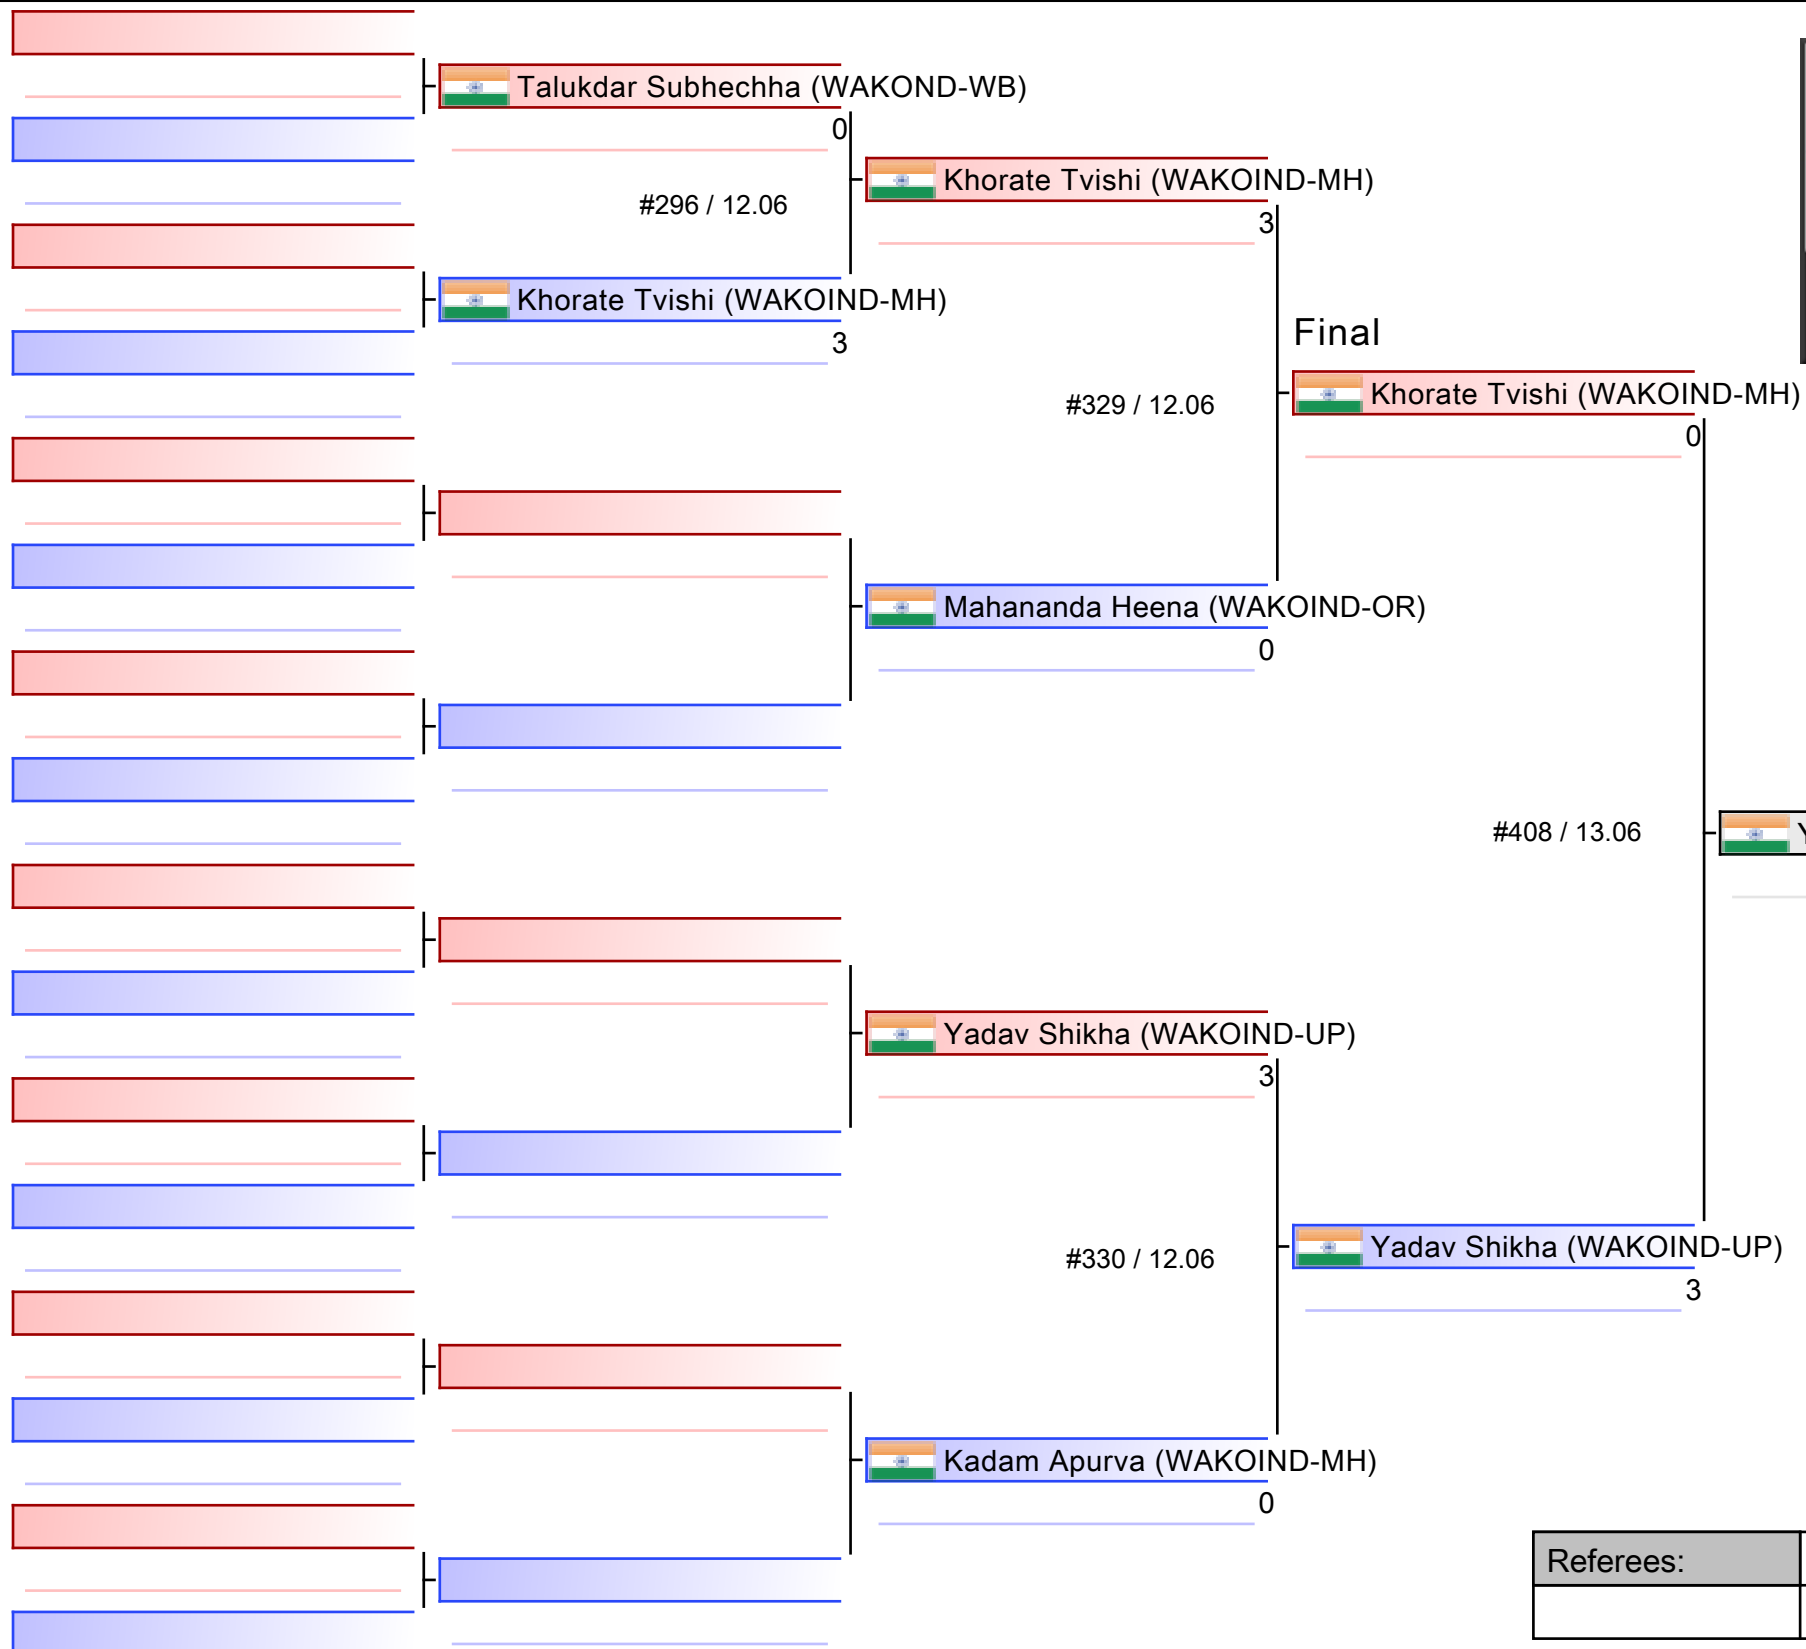 Talukdar Subhechha (WAKOND-WB)
0
#296 / 12.06
Khorate Tvishi (WAKOIND-MH)
3
Khorate Tvishi (WAKOIND-MH)
3
#329 / 12.06
Mahananda Heena (WAKOIND-OR)
0
Final
Khorate Tvishi (WAKOIND-MH)
0
#408 / 13.06
Yadav Shikha (WAKOIND-UP)
3
#330 / 12.06
Yadav Shikha (WAKOIND-UP)
3
Kadam Apurva (WAKOIND-MH)
0
Referees: